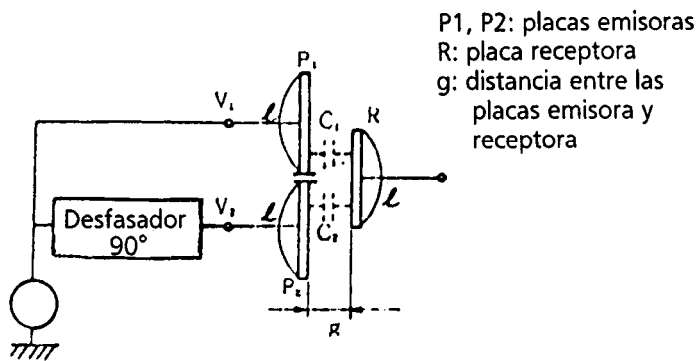 P1, P2: placas emisoras
R: placa receptora
g: distancia entre las
placas emisora y
receptora
P₁
V₁
l
C₁
R
Desfasador
90°
V₂
l
C₂
l
P₂
g